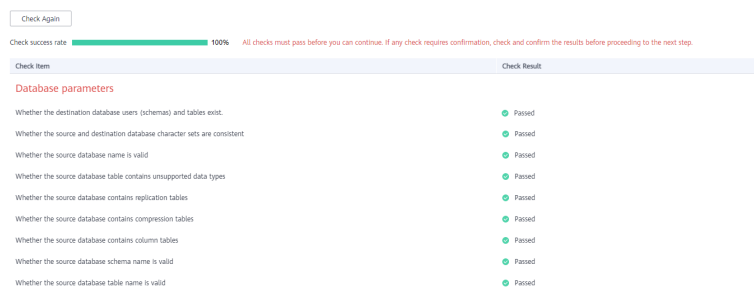 Check Again
Check success rate 100% All checks must pass before you can continue. If any check requires confirmation, check and confirm the results before proceeding to the next step.
Check Item Check Result
Database parameters
Whether the destination database users (schemas) and tables exist. Passed
Whether the source and destination database character sets are consistent Passed
Whether the source database name is valid Passed
Whether the source database table contains unsupported data types Passed
Whether the source database contains replication tables Passed
Whether the source database contains compression tables Passed
Whether the source database contains column tables Passed
Whether the source database schema name is valid Passed
Whether the source database table name is valid Passed